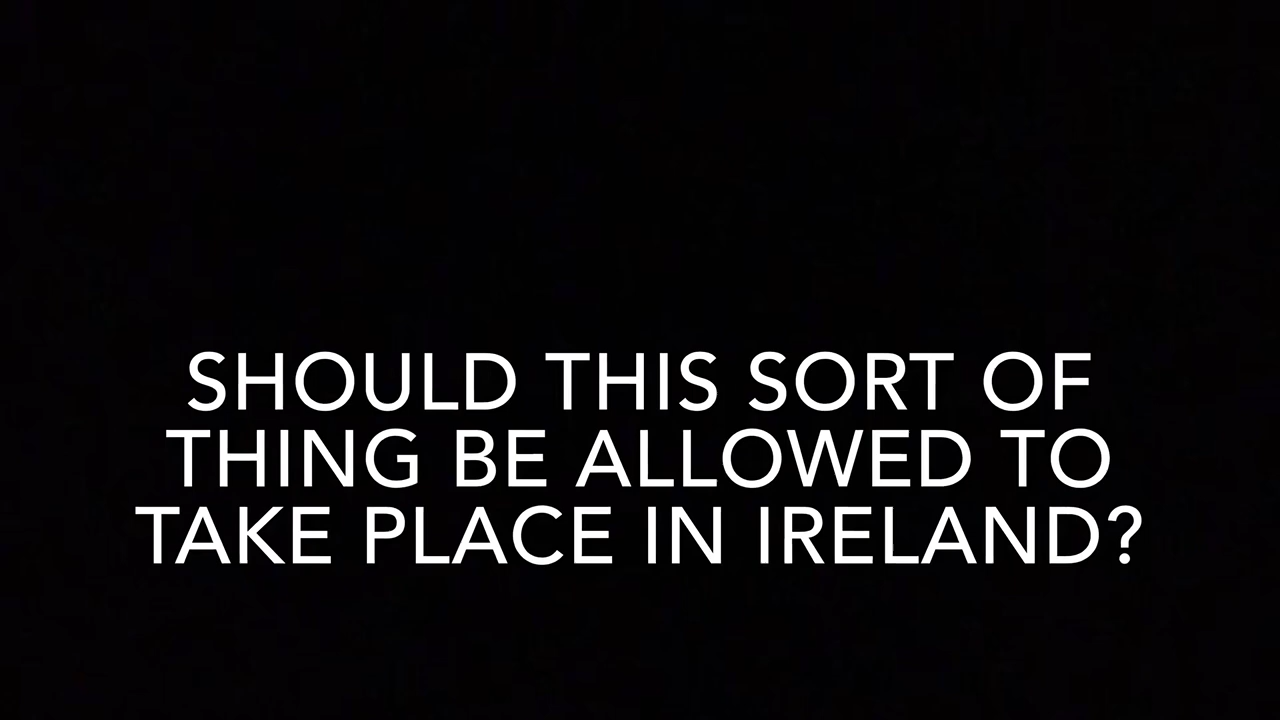 SHOULD THIS SORT OF
THING BE ALLOWED TO
TAKE PLACE IN IRELAND?